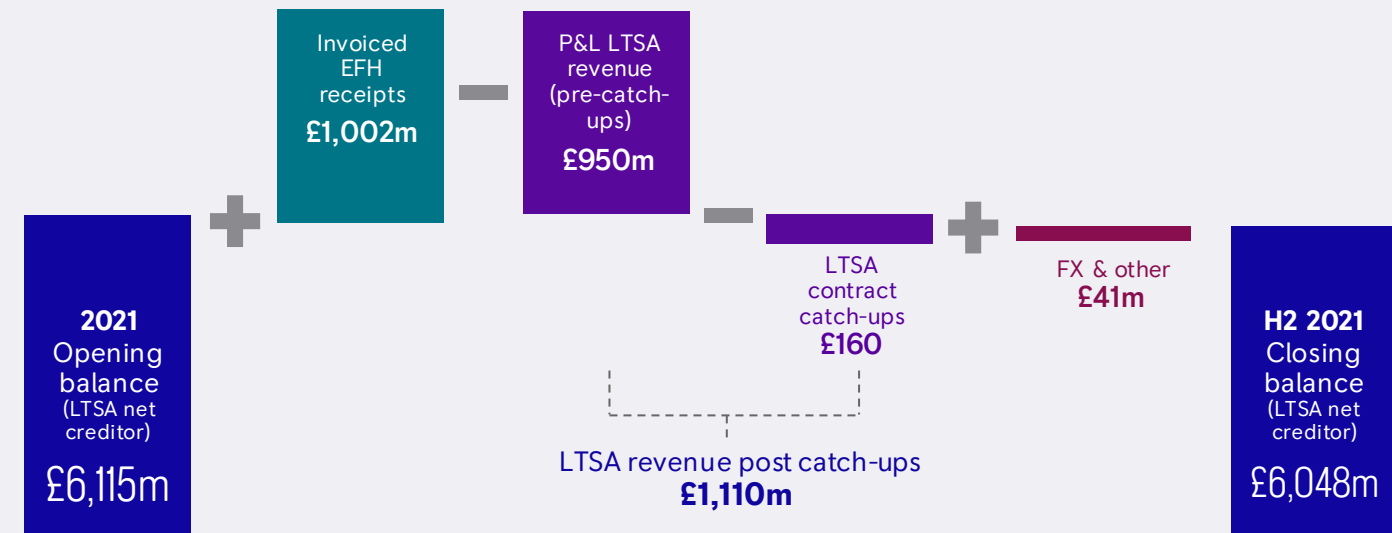 2021
Opening
balance
(LTSA net
creditor)
£6,115m
Invoiced
EFH
receipts
£1,002m
P&L LTSA
revenue
(pre-catch-
ups)
£950m
LTSA
contract
catch-ups
£160
LTSA revenue post catch-ups
£1,110m
FX & other
£41m
H2 2021
Closing
balance
(LTSA net
creditor)
£6,048m